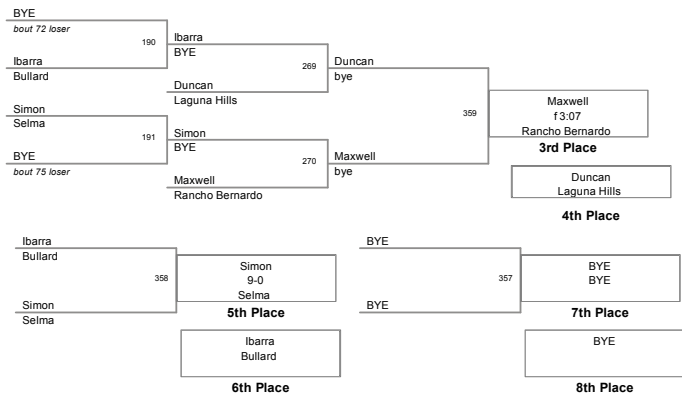 BYE
bout 72 loser
190
Ibarra
BYE
Ibarra
Bullard
269
Duncan
bye
Duncan
Laguna Hills
Simon
Selma
359
Maxwell
f 3:07
Rancho Bernardo
3rd Place
191
Simon
BYE
BYE
bout 75 loser
270
Maxwell
bye
Maxwell
Rancho Bernardo
Duncan
Laguna Hills
4th Place
Ibarra
Bullard
358
Simon
9-0
Selma
5th Place
Simon
Selma
Ibarra
Bullard
6th Place
BYE
357
BYE
BYE
7th Place
BYE
BYE
8th Place